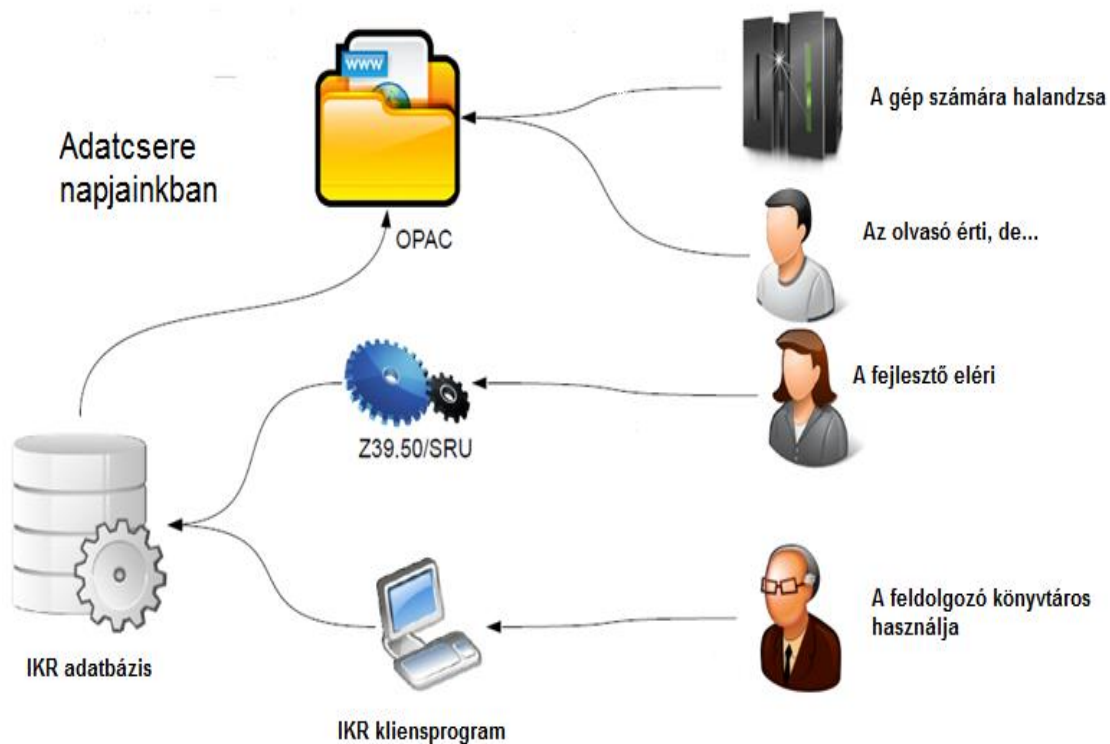 www
A gép számára halandzsa
Adatcsere
napjainkban
OPAC
Az olvasó érti, de...
A fejlesztő eléri
Z39.50/SRU
A feldolgozó könyvtáros
használja
IKR adatbázis
IKR kliensprogram